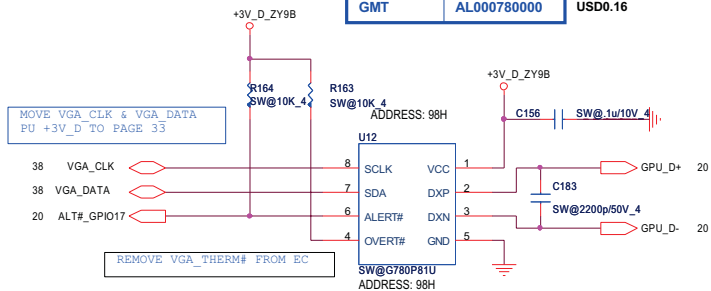 GMT AL000780000 USD0.16
+3V_D_ZY9B
+3V_D_ZY9B
R164
SW@10K_4
R163
SW@10K_4
ADDRESS: 98H
MOVE VGA_CLK & VGA_DATA
PU +3V_D TO PAGE 33
C156
SW@.1u/10V_4
U12
38 VGA_CLK
8 SCLK VCC 1
GPU_D+ 20
38 VGA_DATA
7 SDA DXP 2
C183
SW@2200p/50V_4
20 ALT#_GPIO17
6 ALERT# DXN 3
GPU_D- 20
4 OVERT# GND 5
REMOVE VGA_THERM# FROM EC
SW@G780P81U
ADDRESS: 98H